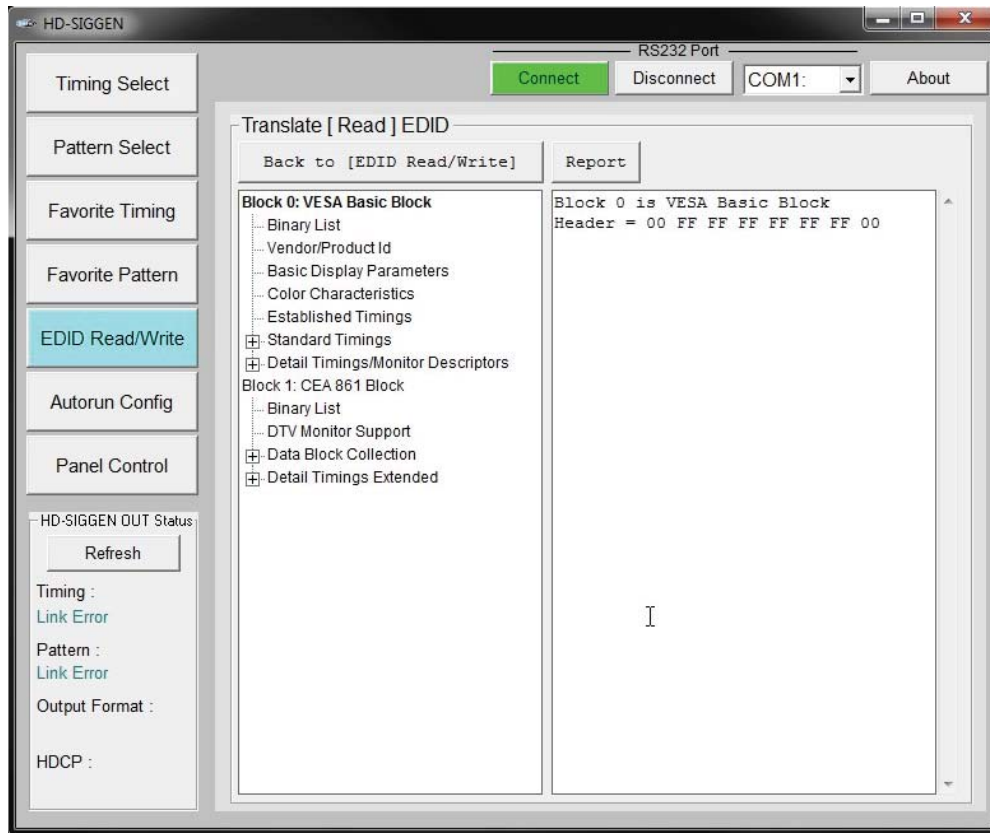 HD-SIGGEN
RS232 Port
Connect
Disconnect
COM1:
About
Timing Select
Pattern Select
Favorite Timing
Favorite Pattern
EDID Read/Write
Autorun Config
Panel Control
HD-SIGGEN OUT Status
Refresh
Timing :
Link Error
Pattern :
Link Error
Output Format :
HDCP :
Translate [ Read ] EDID
Back to [EDID Read/Write]
Report
Block 0: VESA Basic Block
Binary List
Vendor/Product Id
Basic Display Parameters
Color Characteristics
Established Timings
Standard Timings
Detail Timings/Monitor Descriptors
Block 1: CEA 861 Block
Binary List
DTV Monitor Support
Data Block Collection
Detail Timings Extended
Block 0 is VESA Basic Block
Header = 00 FF FF FF FF FF FF 00